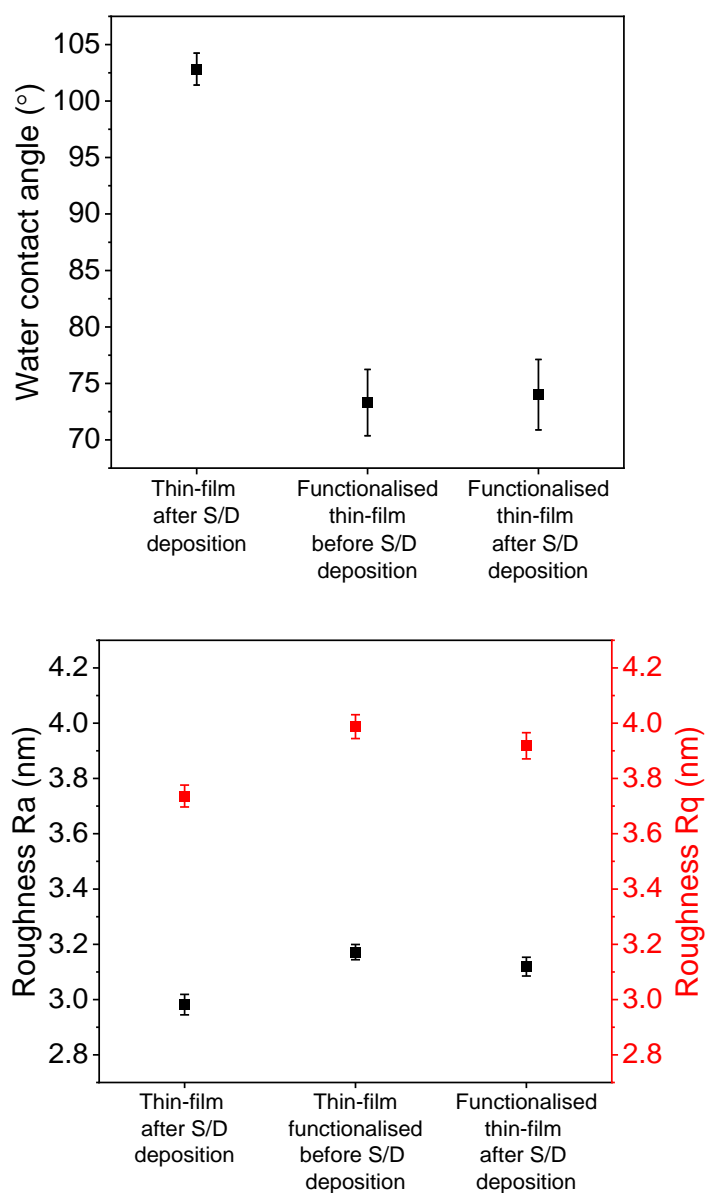 105
100
95
90
85
80
75
70
Water contact angle (°)
Thin-film
after S/D
deposition
Functionalised
thin-film
before S/D
deposition
Functionalised
thin-film
after S/D
deposition
4.2
4.0
3.8
3.6
3.4
3.2
3.0
2.8
Roughness Ra (nm)
4.2
4.0
3.8
3.6
3.4
3.2
3.0
2.8
Roughness Rq (nm)
Thin-film
after S/D
deposition
Thin-film
functionalised
before S/D
deposition
Functionalised
thin-film
after S/D
deposition